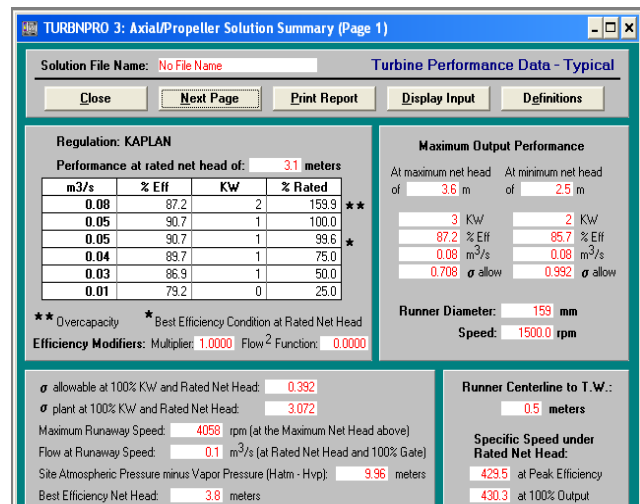 TURBNPRO 3: Axial/Propeller Solution Summary (Page 1)
Solution File Name: No File Name Turbine Performance Data - Typical
Close Next Page Print Report Display Input Definitions
Regulation: KAPLAN
Performance at rated net head of: 3.1 meters
m3/s % Eff KW % Rated
0.08 87.2 2 159.9 **
0.05 90.7 1 100.0
0.05 90.7 1 99.6 *
0.04 89.7 1 75.0
0.03 86.9 1 50.0
0.01 79.2 0 25.0
** Overcapacity * Best Efficiency Condition at Rated Net Head
Efficiency Modifiers: Multiplier: 1.0000 Flow2 Function: 0.0000
Maximum Output Performance
At maximum net head At minimum net head
of 3.6 m of 2.5 m
3 KW 2 KW
87.2 % Eff 85.7 % Eff
0.08 m3/s 0.08 m3/s
0.708 σ allow 0.992 σ allow
Runner Diameter: 159 mm
Speed: 1500.0 rpm
σ allowable at 100% KW and Rated Net Head: 0.392
σ plant at 100% KW and Rated Net Head: 3.072
Maximum Runaway Speed: 4058 rpm (at the Maximum Net Head above)
Flow at Runaway Speed: 0.1 m3/s (at Rated Net Head and 100% Gate)
Site Atmospheric Pressure minus Vapor Pressure (Hatm - Hvp): 9.96 meters
Best Efficiency Net Head: 3.8 meters
Runner Centerline to T.W.:
0.5 meters
Specific Speed under
Rated Net Head:
429.5 at Peak Efficiency
430.3 at 100% Output